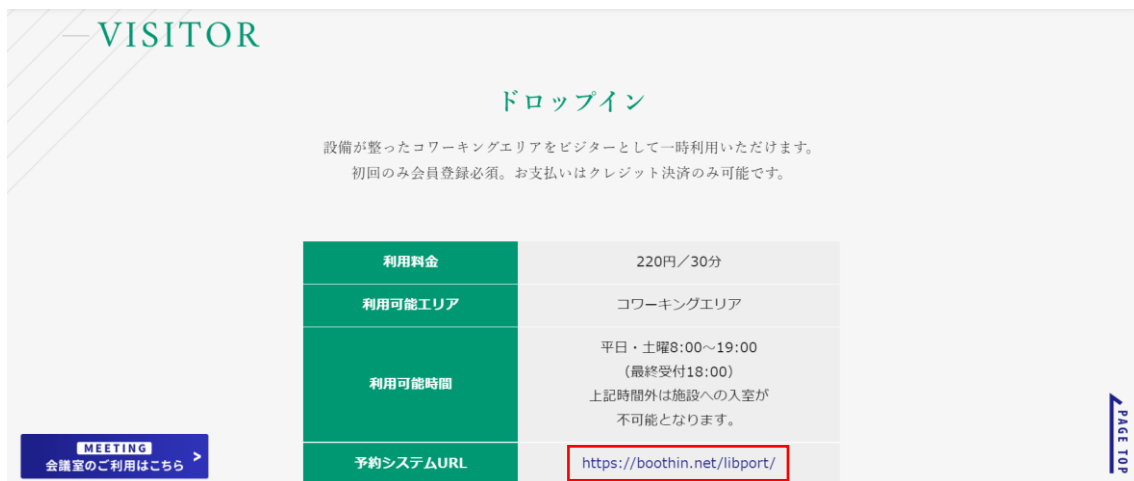 VISITOR
ドロップイン
設備が整ったコワーキングエリアをビジターとして一時利用いただけます。
初回のみ会員登録必須。お支払いはクレジット決済のみ可能です。
利用料金
220円／30分
利用可能エリア
コワーキングエリア
利用可能時間
平日・土曜8:00～19:00
（最終受付18:00）
上記時間外は施設への入室が
不可能となります。
予約システムURL
https://boothin.net/libport/
MEETING
会議室のご利用はこちら >
PAGE TOP